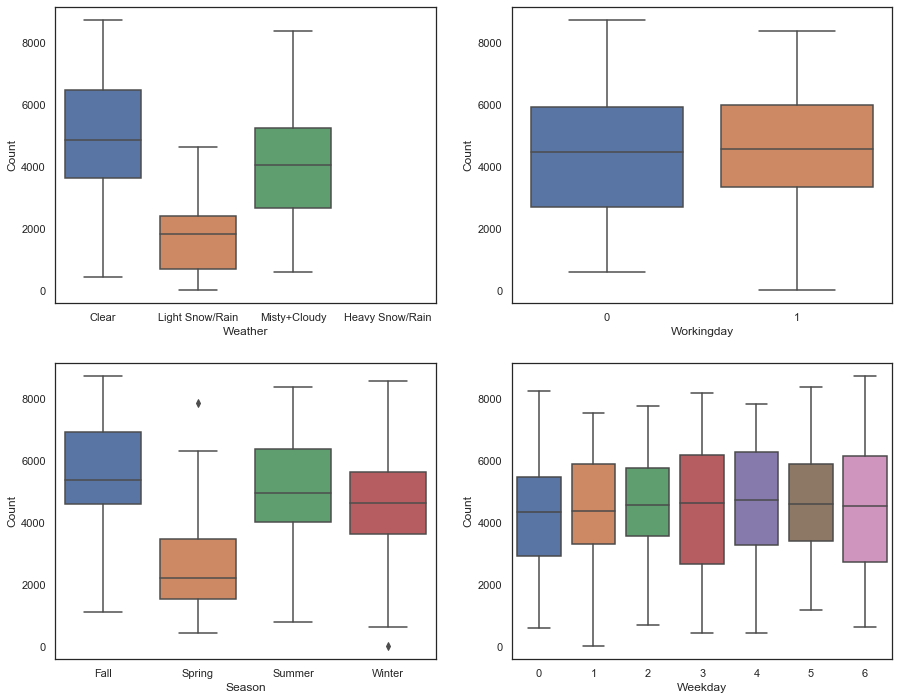 8000
6000
4000
2000
0
Count
Clear
Light Snow/Rain
Misty+Cloudy
Heavy Snow/Rain
Weather
8000
6000
4000
2000
0
Count
0
1
Workingday
8000
6000
4000
2000
0
Count
Fall
Spring
Summer
Winter
Season
8000
6000
4000
2000
0
Count
0
1
2
3
4
5
6
Weekday